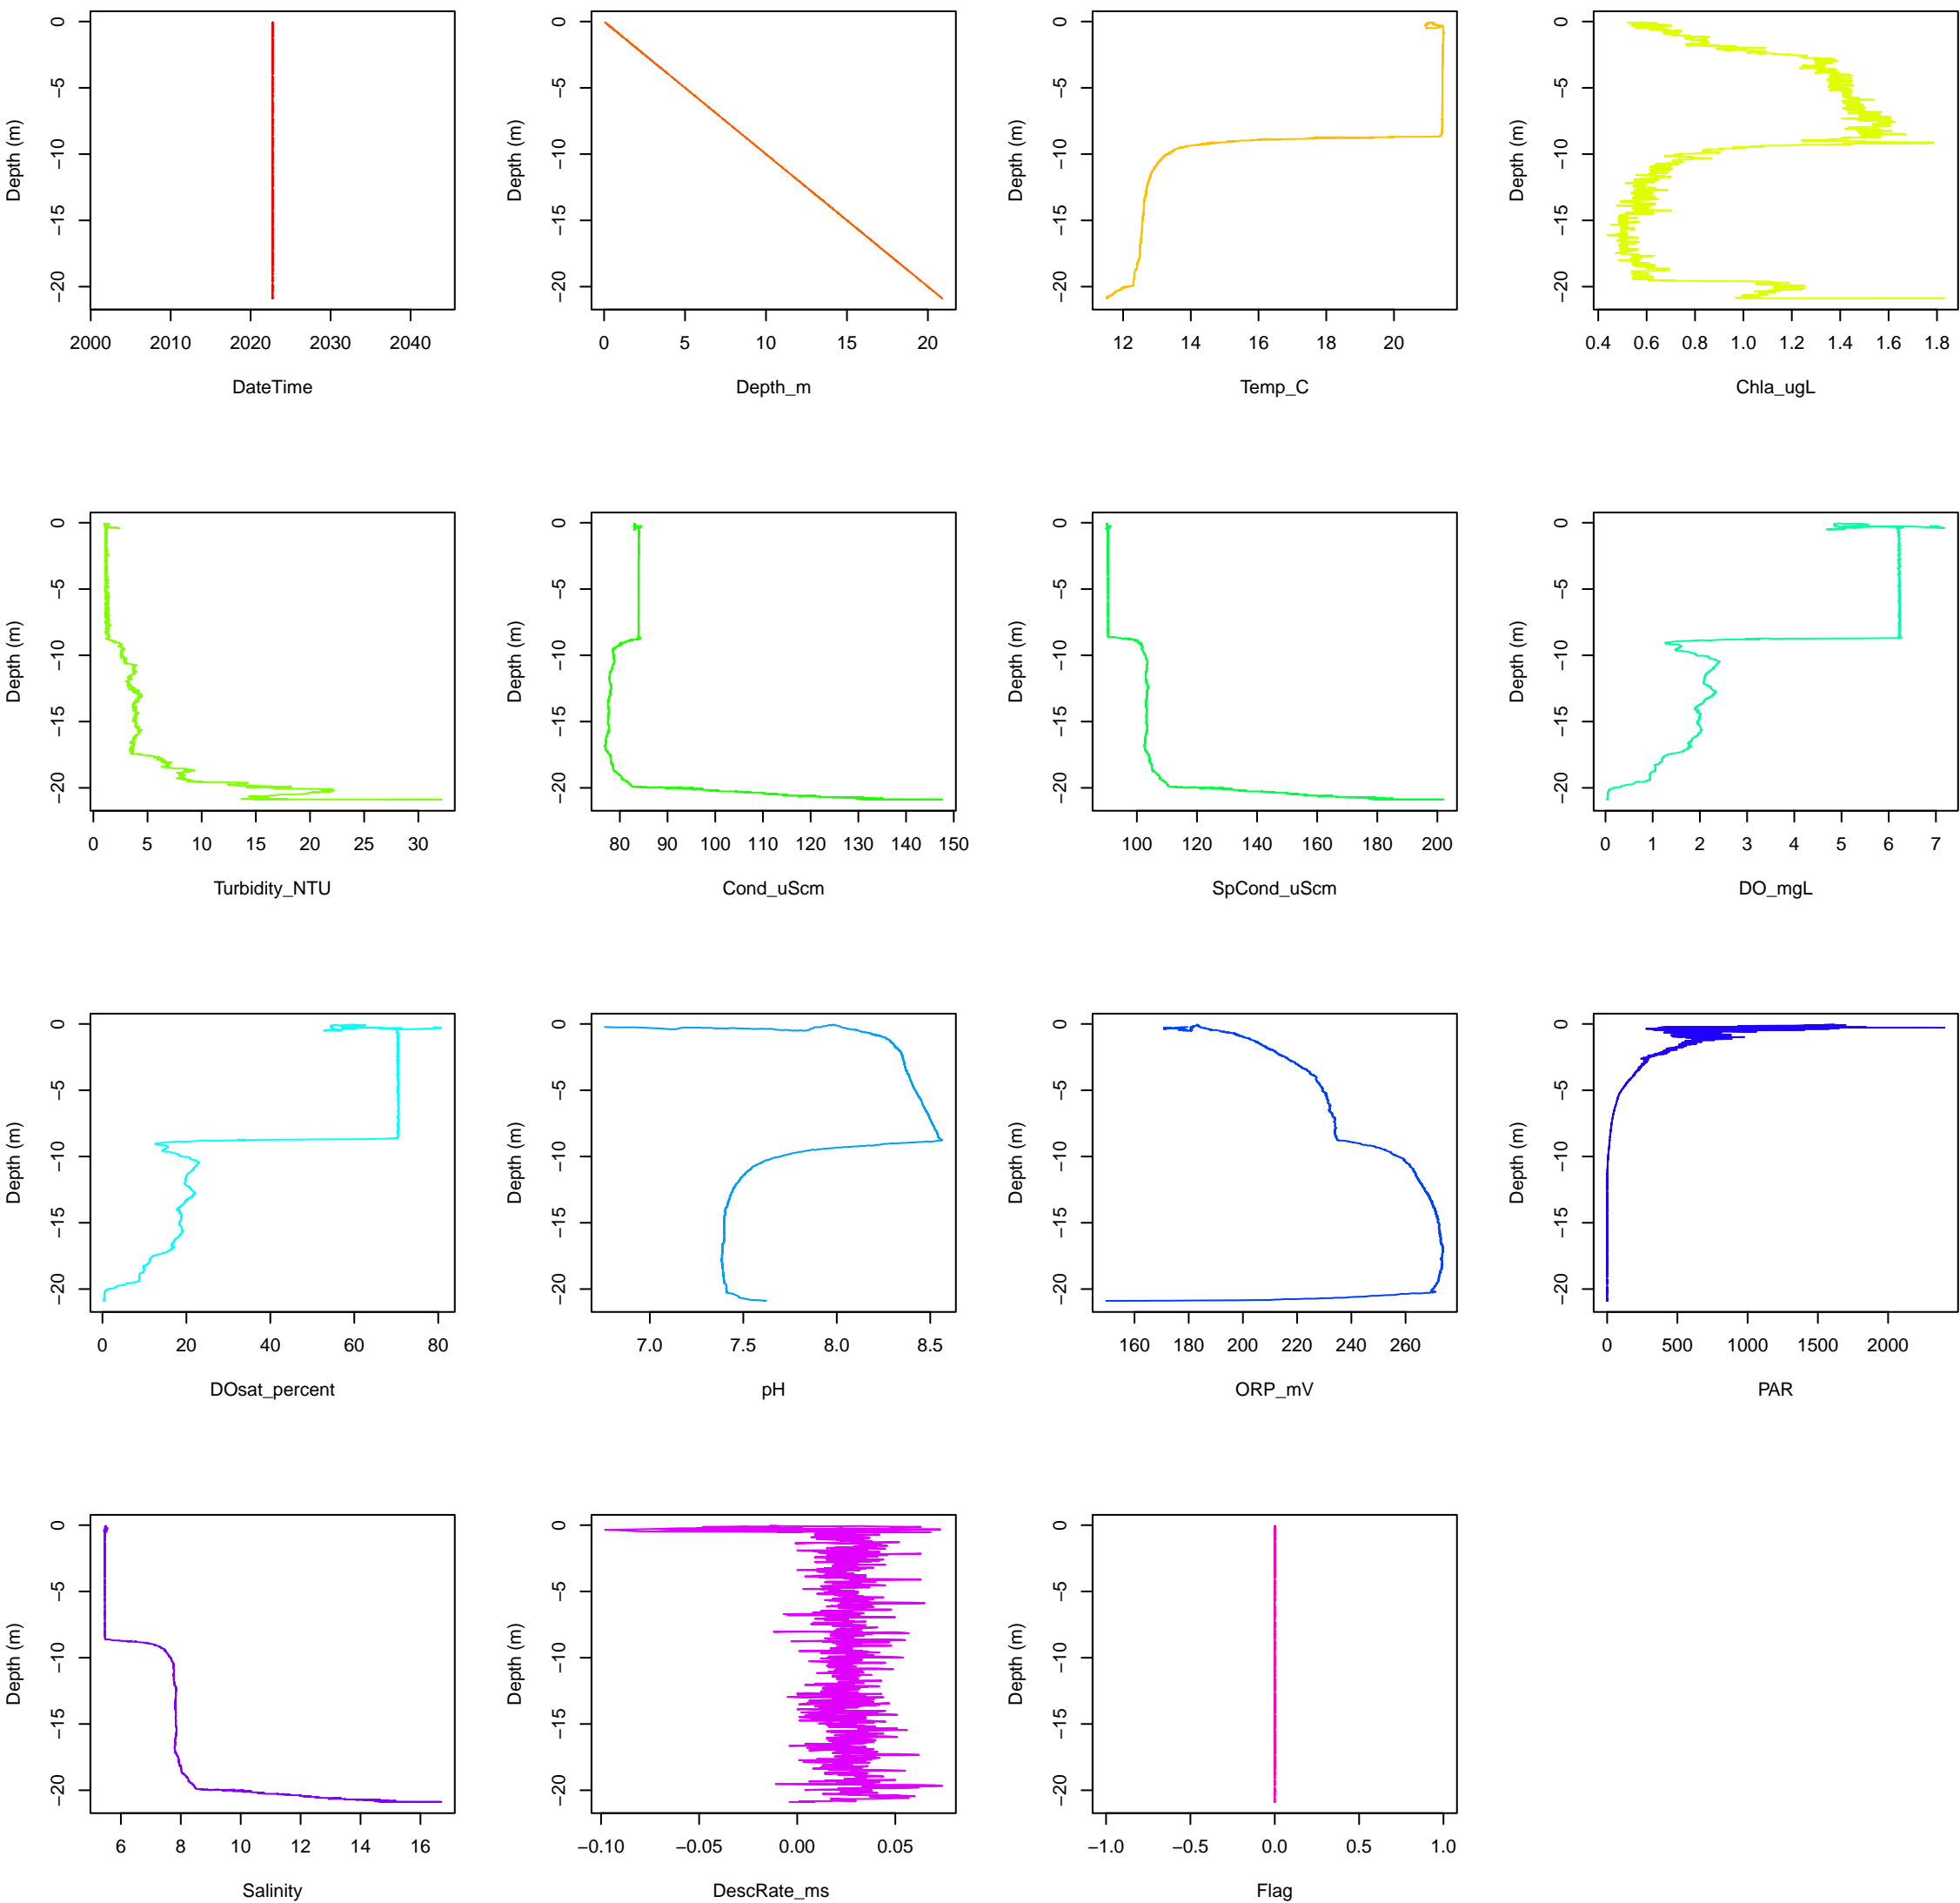 0
−5
−10
−15
−20
Depth (m)
2000 2010 2020 2030 2040
DateTime
0
−5
−10
−15
−20
Depth (m)
0 5 10 15 20
Depth_m
0
−5
−10
−15
−20
Depth (m)
12 14 16 18 20
Temp_C
0
−5
−10
−15
−20
Depth (m)
0.4 0.6 0.8 1.0 1.2 1.4 1.6 1.8
Chla_ugL
0
−5
−10
−15
−20
Depth (m)
0 5 10 15 20 25 30
Turbidity_NTU
0
−5
−10
−15
−20
Depth (m)
80 90 100 110 120 130 140 150
Cond_uScm
0
−5
−10
−15
−20
Depth (m)
100 120 140 160 180 200
SpCond_uScm
0
−5
−10
−15
−20
Depth (m)
0 1 2 3 4 5 6 7
DO_mgL
0
−5
−10
−15
−20
Depth (m)
0 20 40 60 80
DOsat_percent
0
−5
−10
−15
−20
Depth (m)
7.0 7.5 8.0 8.5
pH
0
−5
−10
−15
−20
Depth (m)
160 180 200 220 240 260
ORP_mV
0
−5
−10
−15
−20
Depth (m)
0 500 1000 1500 2000
PAR
0
−5
−10
−15
−20
Depth (m)
6 8 10 12 14 16
Salinity
0
−5
−10
−15
−20
Depth (m)
−0.10 −0.05 0.00 0.05
DescRate_ms
0
−5
−10
−15
−20
Depth (m)
−1.0 −0.5 0.0 0.5 1.0
Flag